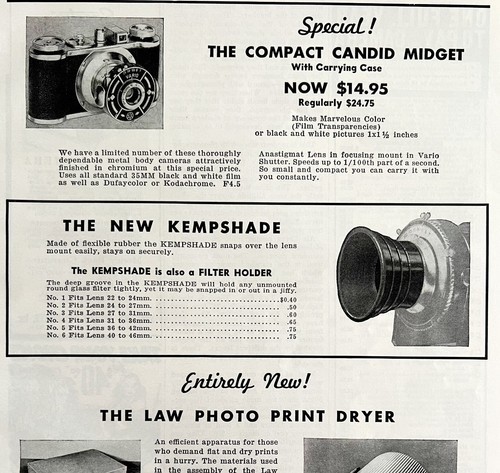 Special!
THE COMPACT CANDID MIDGET
With Carrying Case
NOW $14.95
Regularly $24.75
Makes Marvelous Color
(Film Transparencies)
or black and white pictures 1x1½ inches
We have a limited number of these thoroughly
dependable metal body cameras attractively
finished in chromium at this special price.
Uses all standard 35MM black and white film
as well as Dufaycolor or Kodachrome. F4.5
Anastigmat Lens in focusing mount in Vario
Shutter. Speeds up to 1/100th part of a second.
So small and compact you can carry it with
you constantly.
THE NEW KEMPSHADE
Made of flexible rubber the KEMPSHADE snaps over the lens
mount easily, stays on securely.
The KEMPSHADE is also a FILTER HOLDER
The deep groove in the KEMPSHADE will hold any unmounted
round glass filter tightly, yet it may be snapped in or out in a jiffy.
No. 1 Fits Lens 22 to 24mm. $0.40
No. 2 Fits Lens 24 to 27mm. .50
No. 3 Fits Lens 27 to 31mm. .60
No. 4 Fits Lens 31 to 36mm. .65
No. 5 Fits Lens 36 to 42mm. .75
No. 6 Fits Lens 40 to 46mm. .75
Entirely New!
THE LAW PHOTO PRINT DRYER
An efficient apparatus for those
who demand flat and dry prints
in a hurry. The materials used
in the assembly of the Law